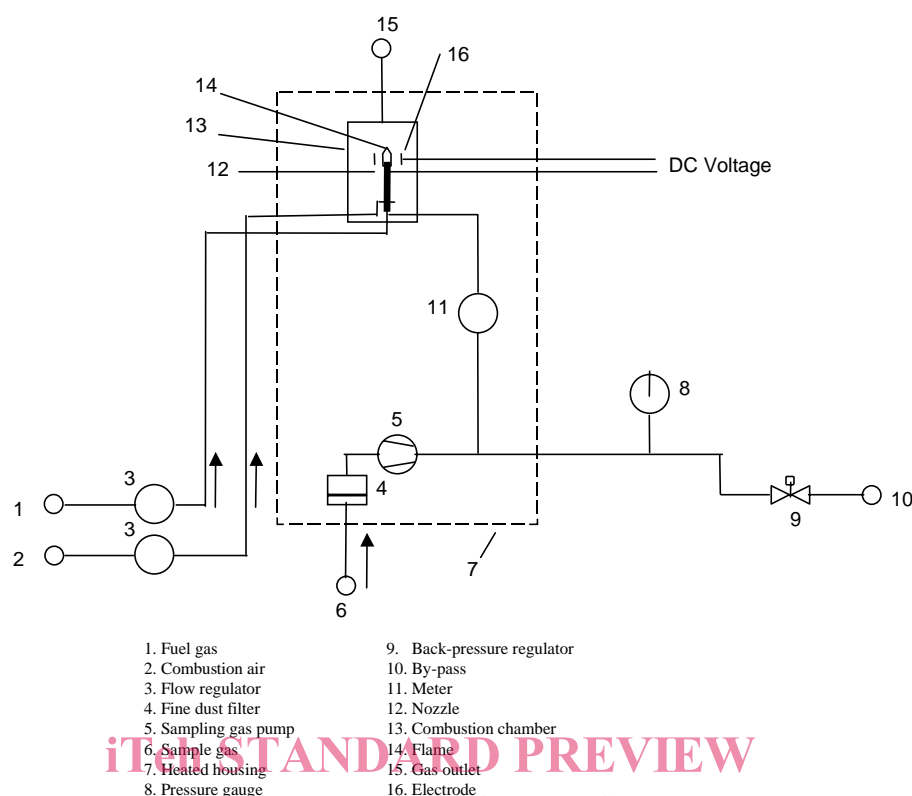 15
16
14
13
12
DC Voltage
11
8
5
4
3
1
3
2
9
10
7
6
1. Fuel gas
2. Combustion air
3. Flow regulator
4. Fine dust filter
5. Sampling gas pump
6. Sample gas
7. Heated housing
8. Pressure gauge
9. Back-pressure regulator
10. By-pass
11. Meter
12. Nozzle
13. Combustion chamber
14. Flame
15. Gas outlet
16. Electrode
iTeh STANDARD PREVIEW